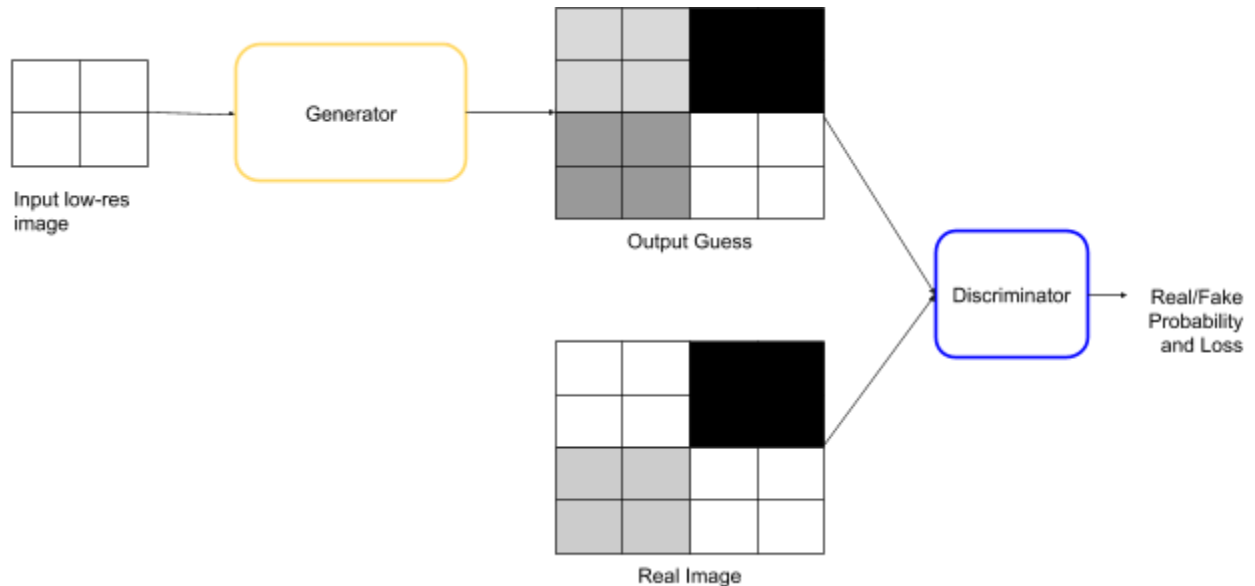 Generator
Input low-res
image
Output Guess
Discriminator
Real/Fake
Probability
and Loss
Real Image